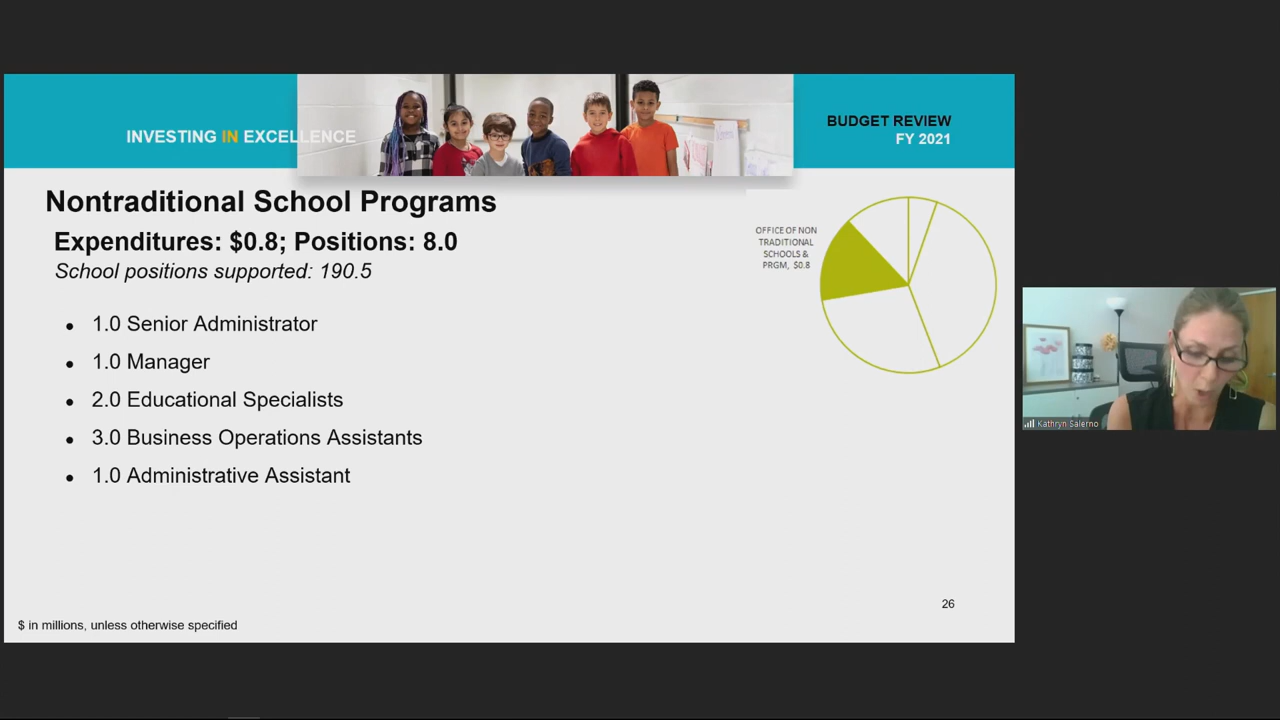 INVESTING IN EXCELLENCE
BUDGET REVIEW
FY 2021
Nontraditional School Programs
Expenditures: $0.8; Positions: 8.0
School positions supported: 190.5
OFFICE OF NON
TRADITIONAL
SCHOOLS &
PRGM, $0.8
• 1.0 Senior Administrator
• 1.0 Manager
• 2.0 Educational Specialists
• 3.0 Business Operations Assistants
• 1.0 Administrative Assistant
26
$ in millions, unless otherwise specified
Kathryn Salerno